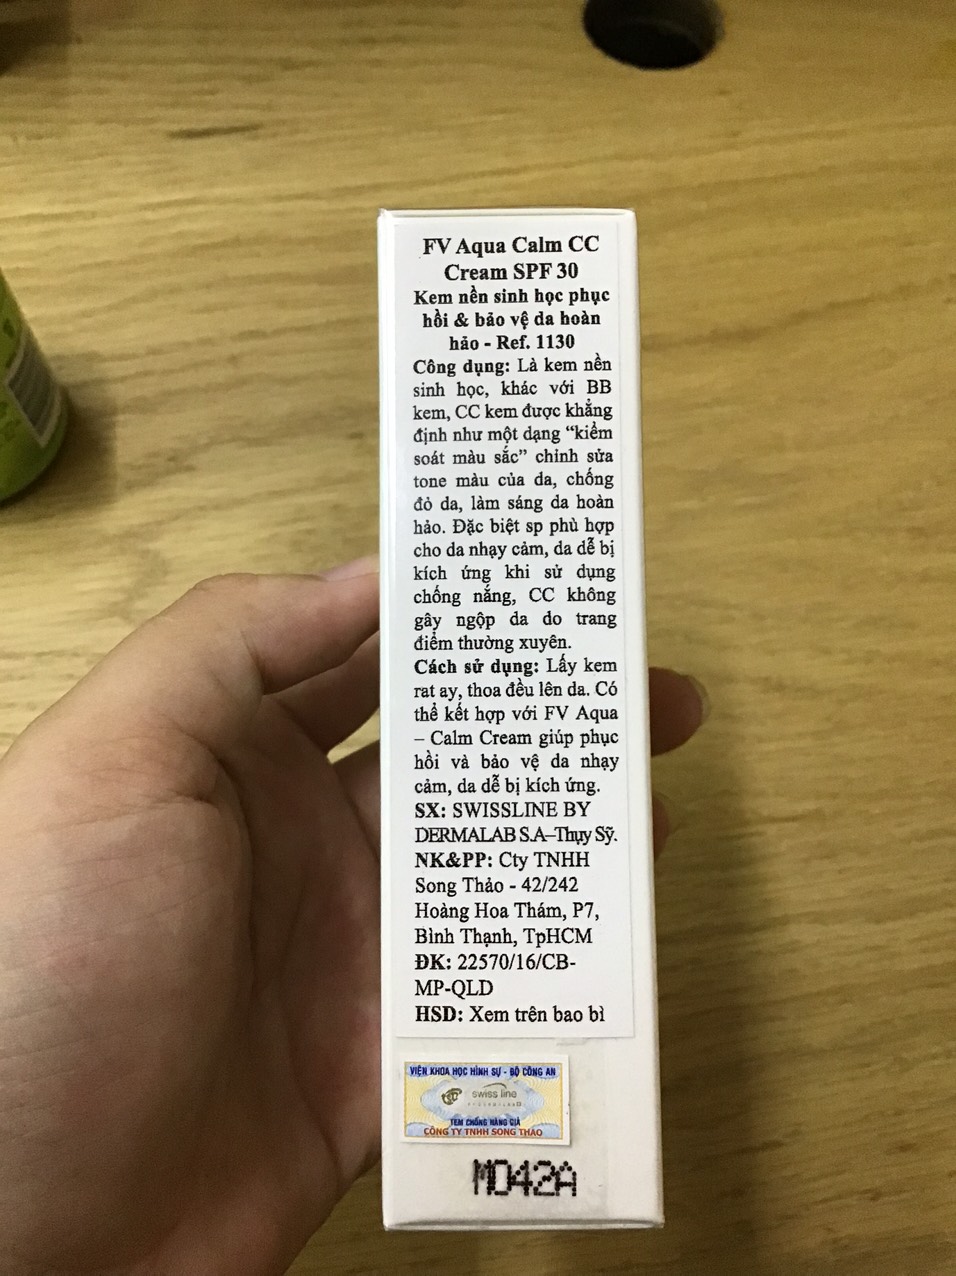 FV Aqua Calm CC
Cream SPF 30
Kem nền sinh học phục
hồi & bảo vệ da hoàn
hảo - Ref. 1130
Công dụng: Là kem nền
sinh học, khác với BB
kem, CC kem được khẳng
định như một dạng “kiểm
soát màu sắc” chỉnh sửa
tone màu của da, chống
đỏ da, làm sáng da hoàn
hảo. Đặc biệt sp phù hợp
cho da nhạy cảm, da dễ bị
kích ứng khi sử dụng
chống nắng, CC không
gây ngộp da do trang
điểm thường xuyên.
Cách sử dụng: Lấy kem
rat ay, thoa đều lên da. Có
thể kết hợp với FV Aqua
– Calm Cream giúp phục
hồi và bảo vệ da nhạy
cảm, da dễ bị kích ứng.
SX: SWISSLINE BY
DERMALAB S.A–Thụy Sỹ.
NK&PP: Cty TNHH
Song Thảo - 42/242
Hoàng Hoa Thám, P7,
Bình Thạnh, TpHCM
ĐK: 22570/16/CB-
MP-QLD
HSD: Xem trên bao bì
VIỆN KHOA HỌC HÌNH SỰ - BỘ CÔNG AN
swiss line
TEM CHỐNG HÀNG GIẢ
CÔNG TY TNHH SONG THẢO
M042A